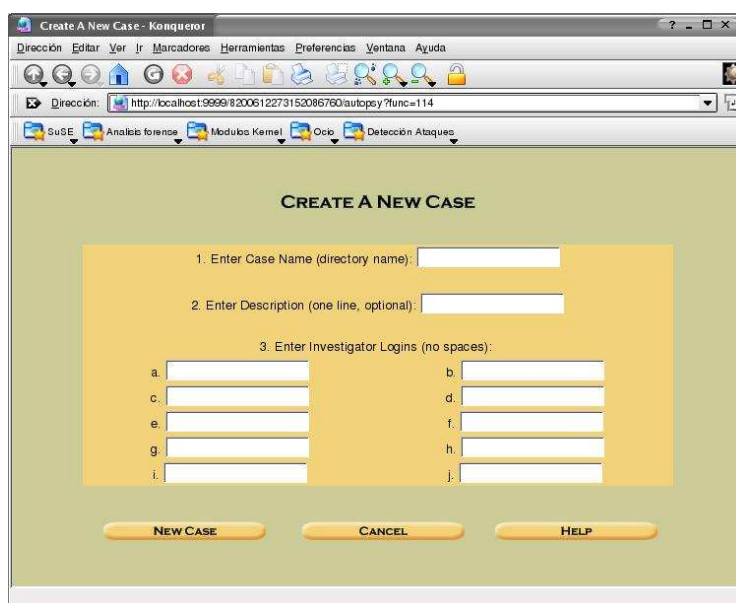 Create A New Case - Konqueror
Dirección Editar Ver Ir Marcadores Herramientas Preferencias Ventana Ayuda
Dirección: http://localhost:9999/8200612273152086760/autopsy?func=114
SuSE Analisis forense Modulos Kernel Ocio Detección Ataques
CREATE A NEW CASE
1. Enter Case Name (directory name):
2. Enter Description (one line, optional):
3. Enter Investigator Logins (no spaces):
a. b.
c. d.
e. f.
g. h.
i. j.
NEW CASE CANCEL HELP